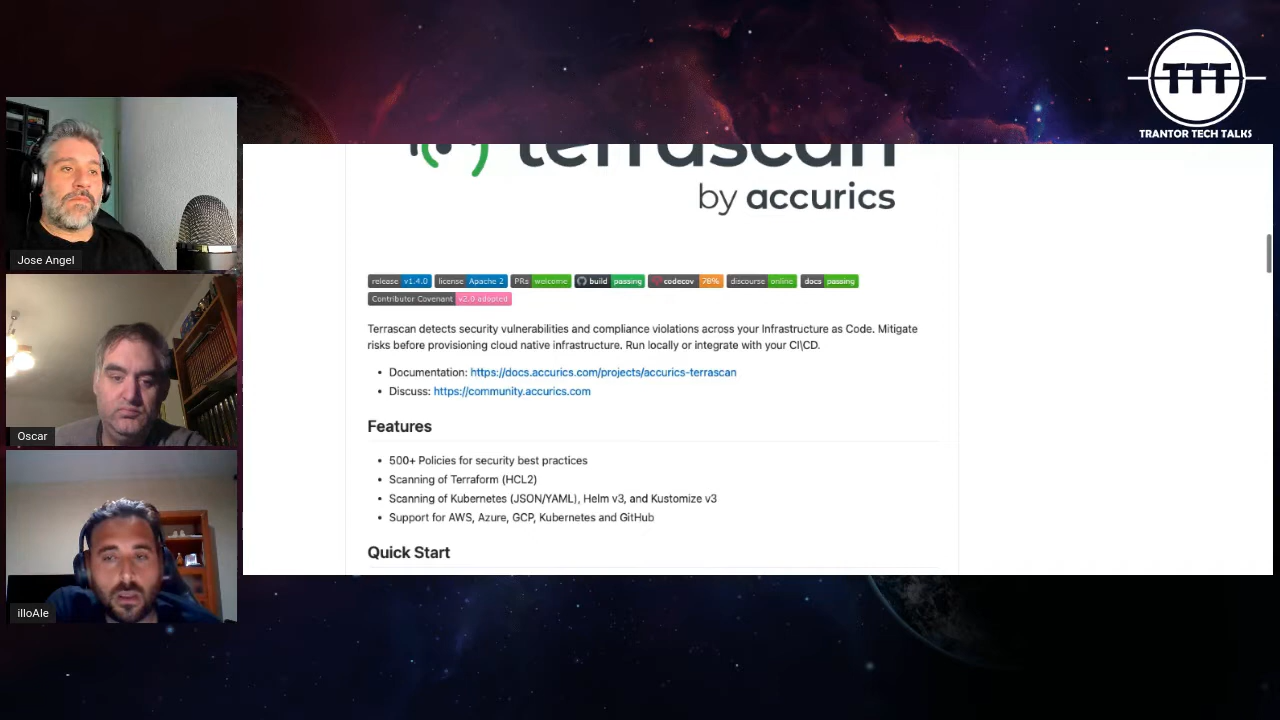 TTT
TRANTOR TECH TALKS
terrascan
by accurics
Jose Angel
release v1.4.0 license Apache 2 PRs welcome build passing codecov 76% discourse online docs passing
Contributor Covenant v2.0 adopted
Terrascan detects security vulnerabilities and compliance violations across your Infrastructure as Code. Mitigate
risks before provisioning cloud native infrastructure. Run locally or integrate with your CI\CD.
• Documentation: https://docs.accurics.com/projects/accurics-terrascan
• Discuss: https://community.accurics.com
Features
Oscar
• 500+ Policies for security best practices
• Scanning of Terraform (HCL2)
• Scanning of Kubernetes (JSON/YAML), Helm v3, and Kustomize v3
• Support for AWS, Azure, GCP, Kubernetes and GitHub
Quick Start
illoAle